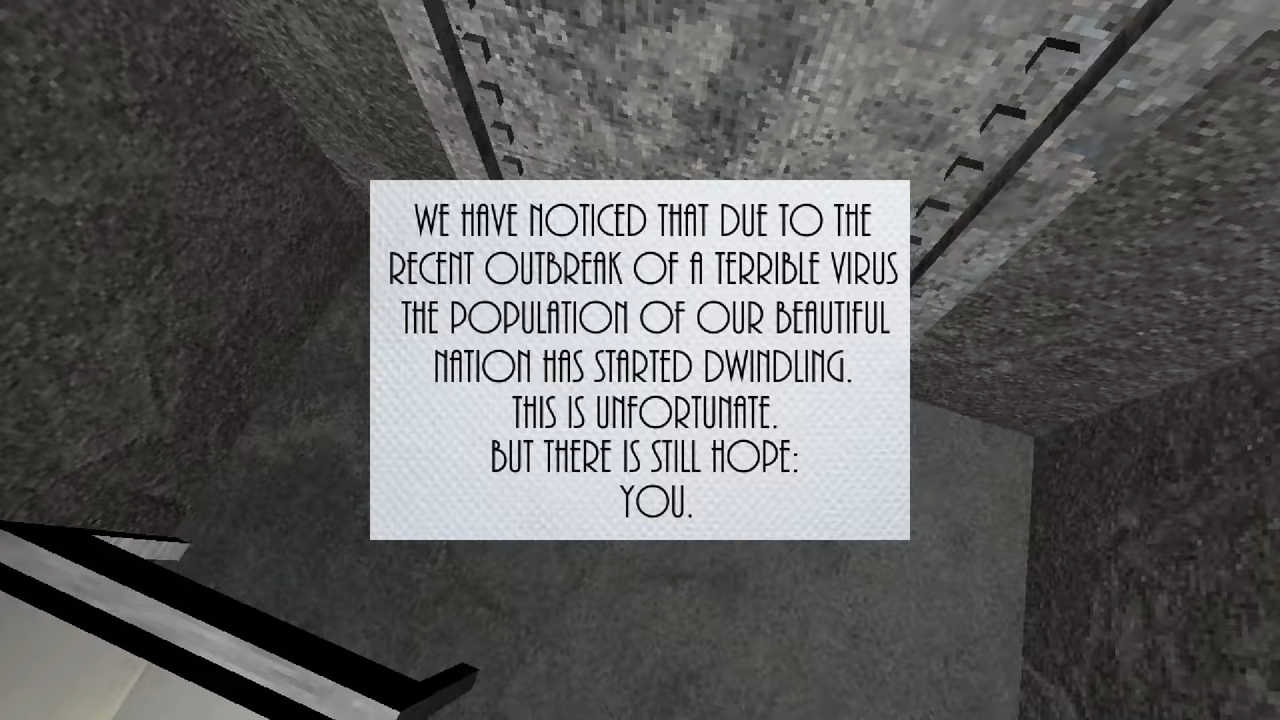 WE HAVE NOTICED THAT DUE TO THE
RECENT OUTBREAK OF A TERRIBLE VIRUS
THE POPULATION OF OUR BEAUTIFUL
NATION HAS STARTED DWINDLING.
THIS IS UNFORTUNATE.
BUT THERE IS STILL HOPE:
YOU.